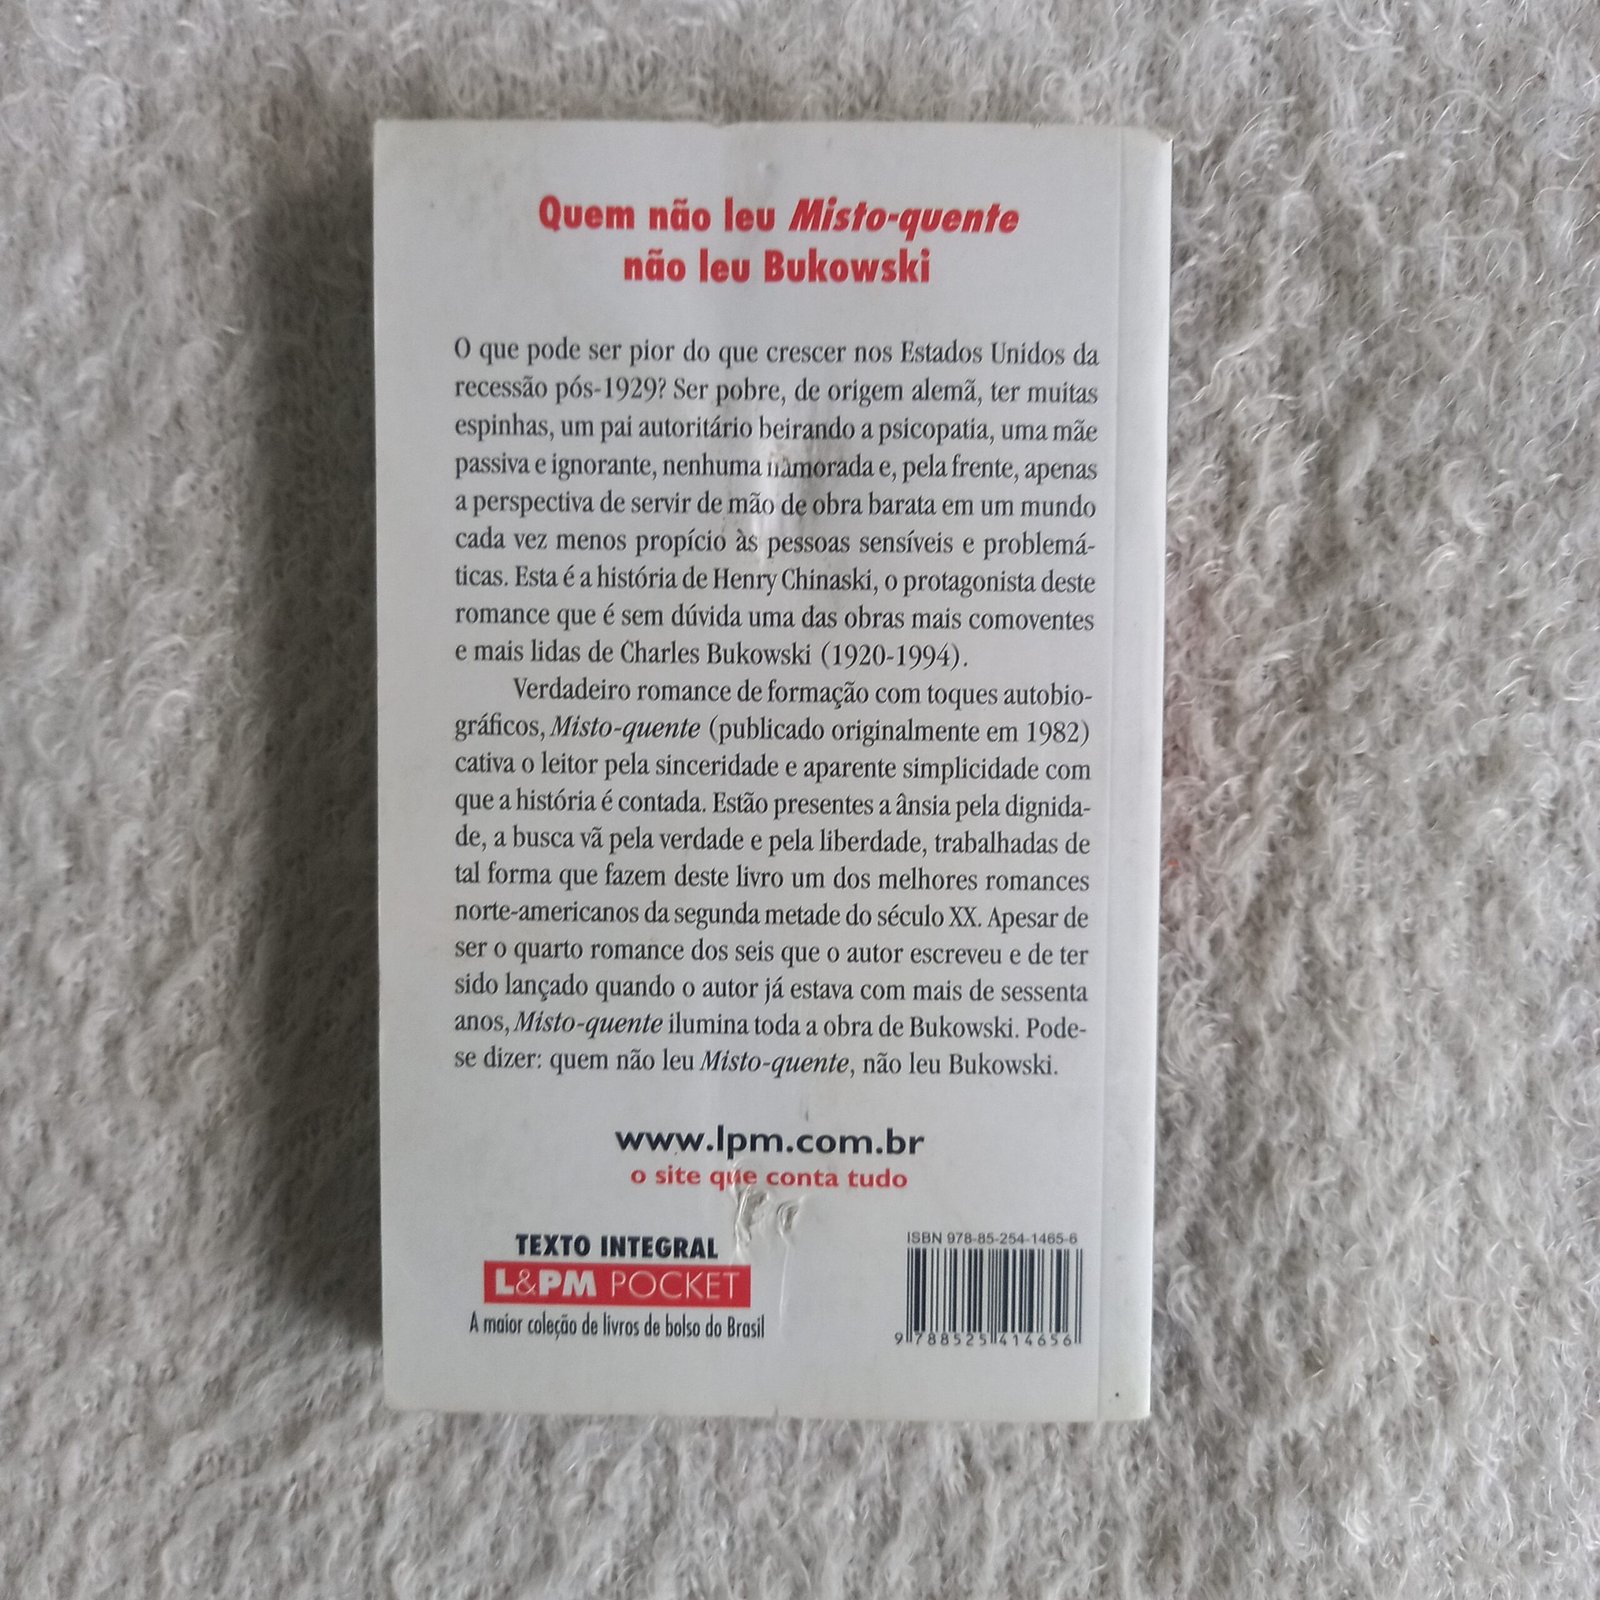 Quem não leu Misto-quente
não leu Bukowski
O que pode ser pior do que crescer nos Estados Unidos da
recessão pós-1929? Ser pobre, de origem alemã, ter muitas
espinhas, um pai autoritário beirando a psicopatia, uma mãe
passiva e ignorante, nenhuma namorada e, pela frente, apenas
a perspectiva de servir de mão de obra barata em um mundo
cada vez menos propício às pessoas sensíveis e problemá-
ticas. Esta é a história de Henry Chinaski, o protagonista deste
romance que é sem dúvida uma das obras mais comoventes
e mais lidas de Charles Bukowski (1920-1994).
Verdadeiro romance de formação com toques autobio-
gráficos, Misto-quente (publicado originalmente em 1982)
cativa o leitor pela sinceridade e aparente simplicidade com
que a história é contada. Estão presentes a ânsia pela dignida-
de, a busca vã pela verdade e pela liberdade, trabalhadas de
tal forma que fazem deste livro um dos melhores romances
norte-americanos da segunda metade do século XX. Apesar de
ser o quarto romance dos seis que o autor escreveu e de ter
sido lançado quando o autor já estava com mais de sessenta
anos, Misto-quente ilumina toda a obra de Bukowski. Pode-
se dizer: quem não leu Misto-quente, não leu Bukowski.
www.lpm.com.br
o site que conta tudo
TEXTO INTEGRAL
L&PM POCKET
A maior coleção de livros de bolso do Brasil
ISBN 978-85-254-1465-6
9 788525 414656